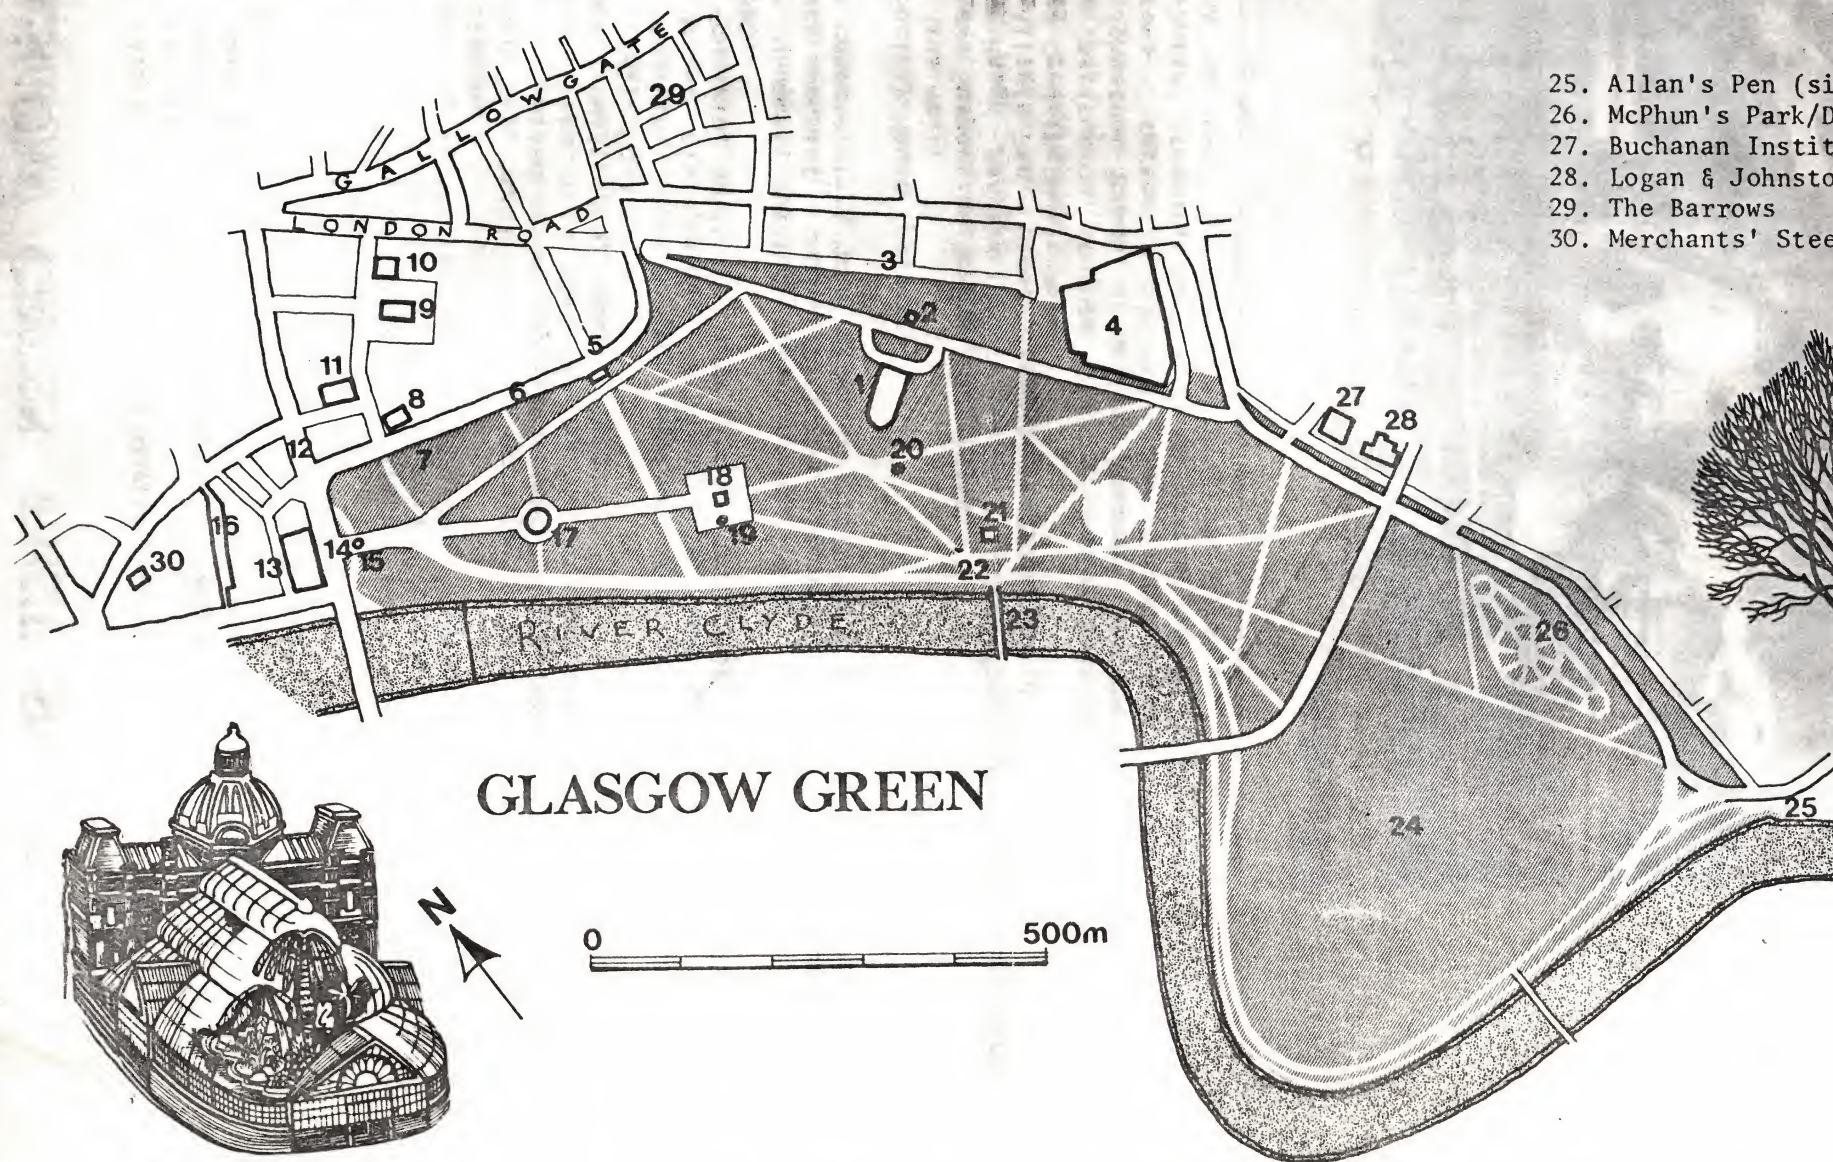 GALLOWGATE
29
25. Allan's Pen (si
26. McPhun's Park/D
27. Buchanan Instit
28. Logan & Johnsto
29. The Barrows
30. Merchants' Stee
LONDON ROAD
10
3
9
2
4
5
11
6
1
8
27
28
12
7
20
18
16
17
19
21
14
15
13
30
22
RIVER CLYDE
23
26
GLASGOW GREEN
25
24
N
0
500m